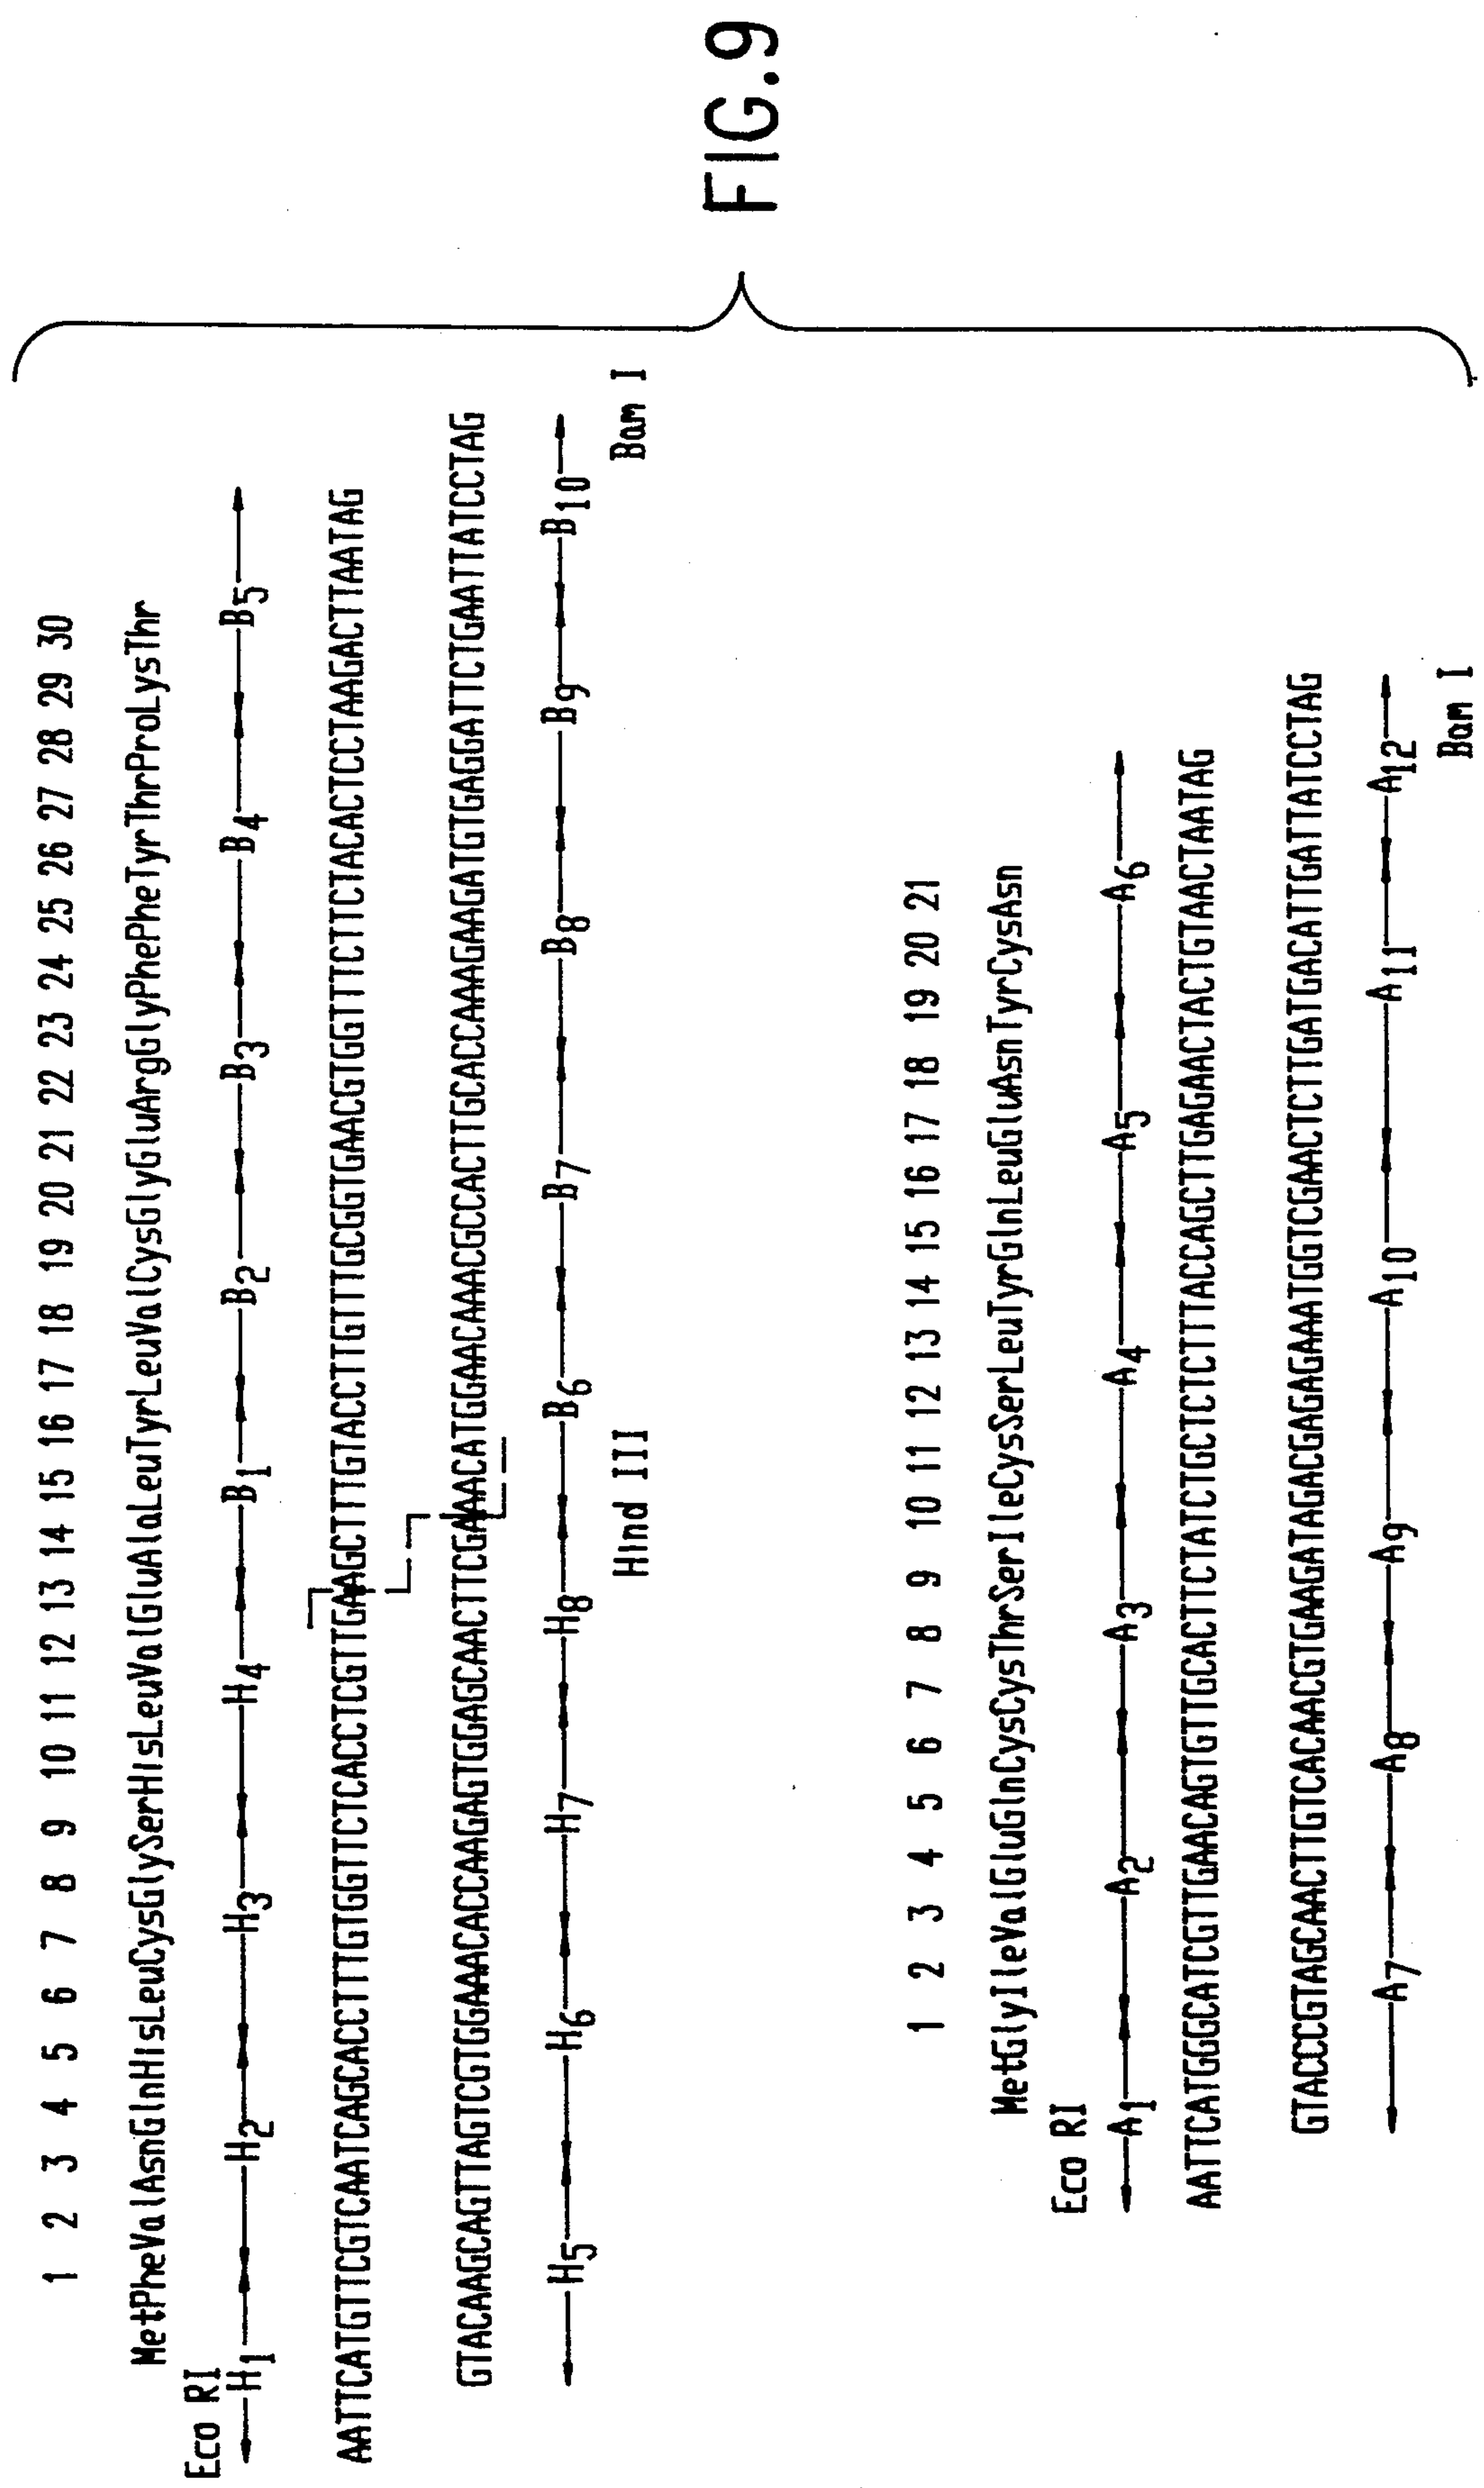 1 2 3 4 5 6 7 8 9 10 11 12 13 14 15 16 17 18 19 20 21 22 23 24 25 26 27 28 29 30
MetPheValAsnGlnHisLeuCysGlySerHisLeuValGluAlaLeuTyrLeuValCysGlyGluArgGlyPhePheTyrThrProLysThr
Eco RI
H1 H2 H3 H4 B1 B2 B3 B4 B5
AATTCATGTTCGTCAATCAGCACCTTTGTGGTTCTCACCTCGTTGAAGCTTTGTACCTTGTTTGCGGTGAACGTGGTTTCTTCTACACTCCTAAGACTTAATAG
GTACAAGCAGTTAGTCGTGGAAACACCAAGAGTGGAGCAACTTCGAAACATGGAACAAACGCCACTTGCACCAAAGAAGATGTGAGGATTCTGAATTATCCTAG
H5 H6 H7 H8 B6 B7 B8 B9 B10
Hind III Bam I
1 2 3 4 5 6 7 8 9 10 11 12 13 14 15 16 17 18 19 20 21
MetGlyIleValGluGlnCysCysThrSerIleCysSerLeuTyrGlnLeuGluAsnTyrCysAsn
Eco RI
A1 A2 A3 A4 A5 A6
AATTCATGGGCATCGTTGAACAGTGTTGCACTTCTATCTGCTCTCTTTACCAGCTTGAGAACTACTGTAACTAATAG
GTACCCGTAGCAACTTGTCACAACGTGAAGATAGACGAGAGAAATGGTCGAACTCTTGATGACATTGATTATCCTAG
A7 A8 A9 A10 A11 A12
Bam I
FIG.9